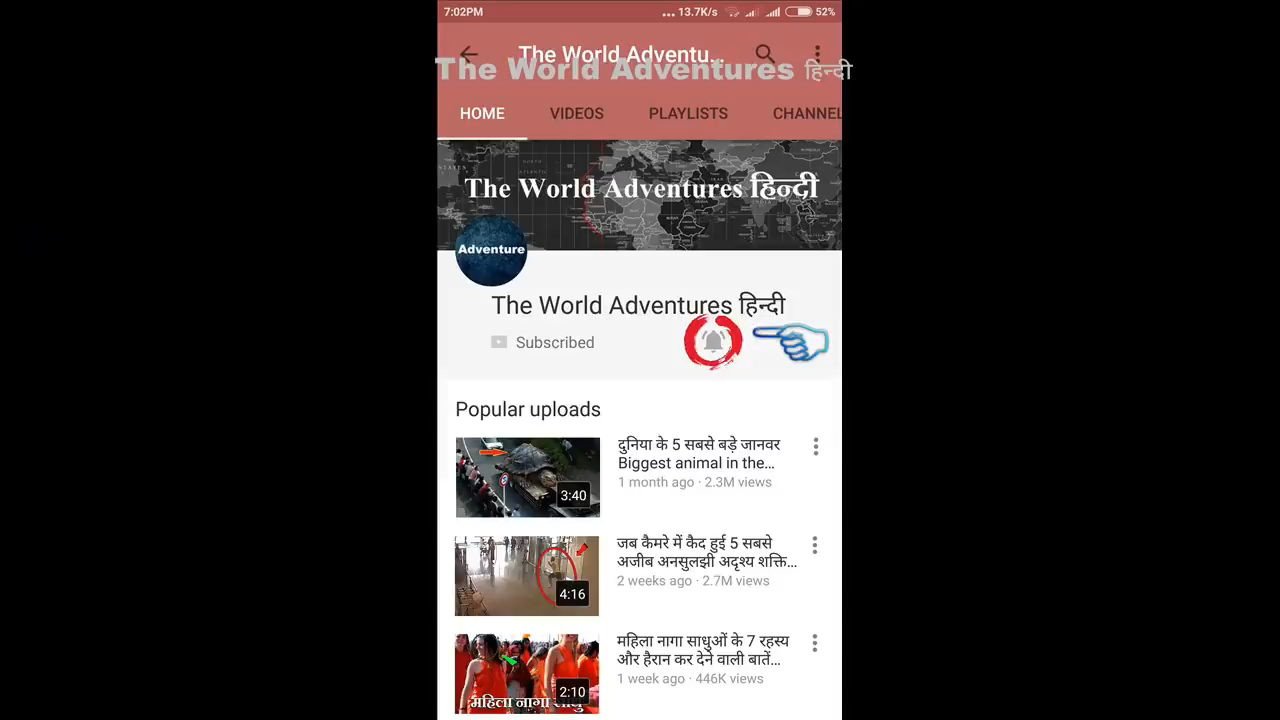 7:02PM ... 13.7K/s 52%
The World Adventu..
The World Adventures हिन्दी
HOME VIDEOS PLAYLISTS CHANNEL
The World Adventures हिन्दी
Adventure
The World Adventures हिन्दी
Subscribed
Popular uploads
दुनिया के 5 सबसे बड़े जानवर
Biggest animal in the...
1 month ago · 2.3M views
3:40
जब कैमरे में कैद हुई 5 सबसे
अजीब अनसुलझी अदृश्य शक्ति...
2 weeks ago · 2.7M views
4:16
महिला नागा साधुओं के 7 रहस्य
और हैरान कर देने वाली बातें...
1 week ago · 446K views
2:10
महिला नागा साधु